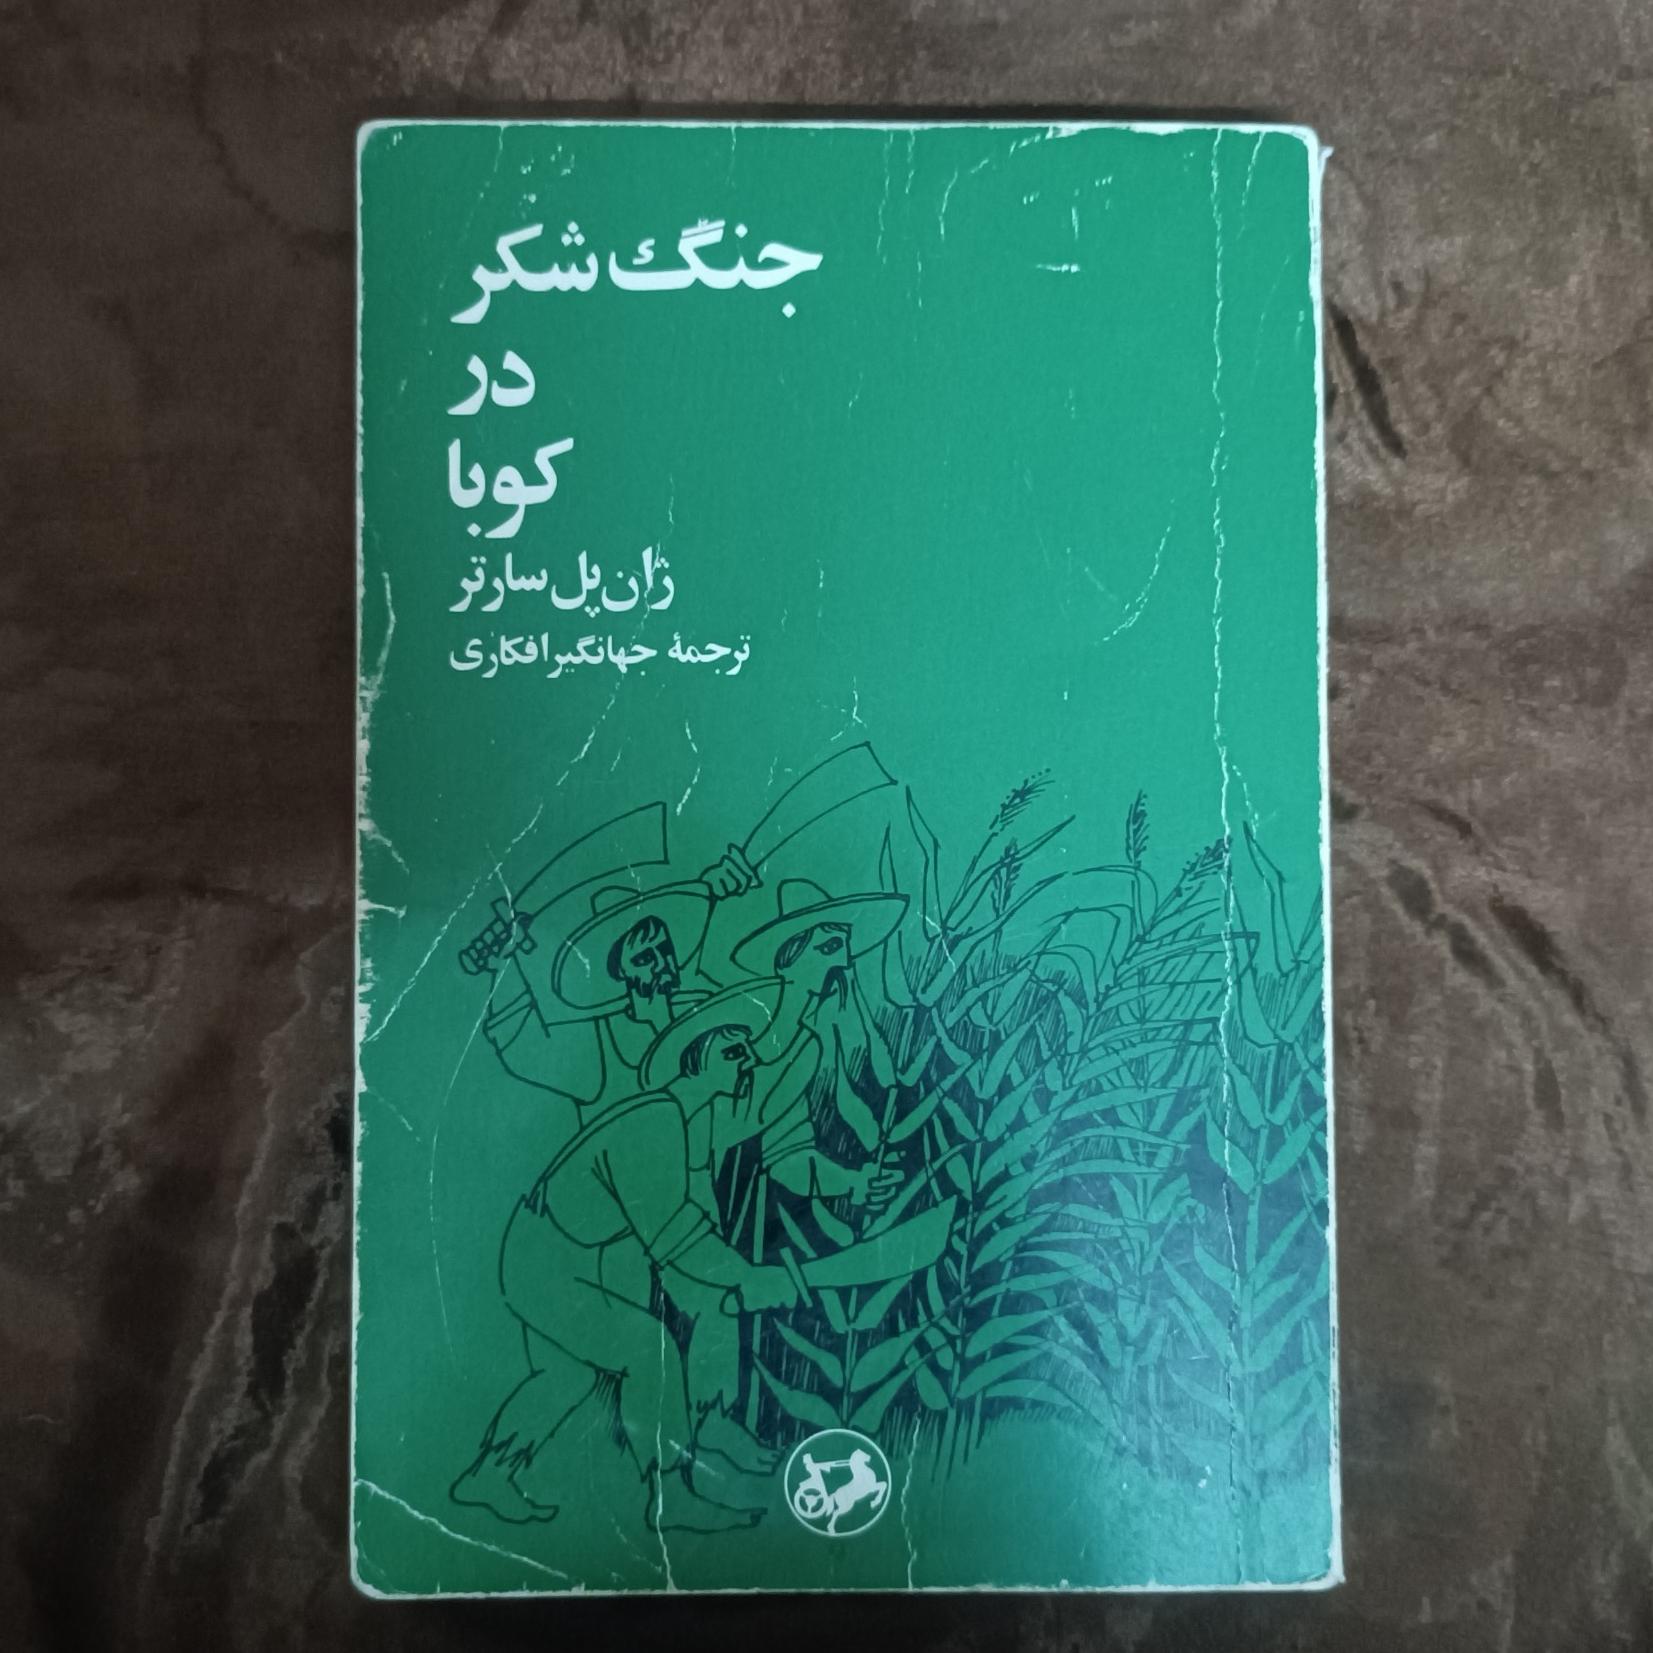 جنگ شکر
در
کوبا
ژان پل سارتر
ترجمهٔ جهانگیر افکاری